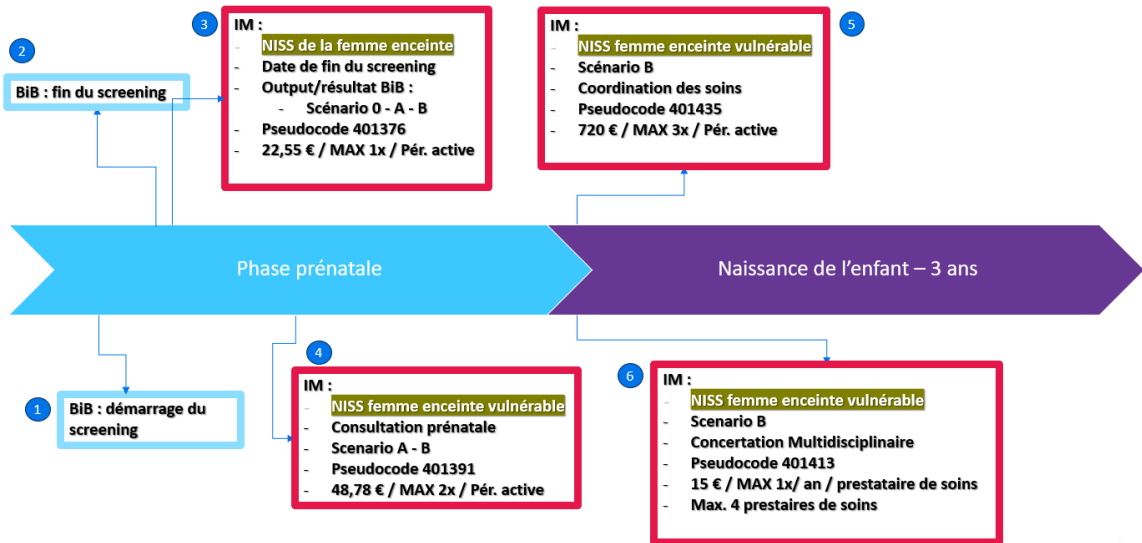 3
IM :
- NISS de la femme enceinte
- Date de fin du screening
- Output/résultat BiB :
- Scénario 0 - A - B
- Pseudocode 401376
- 22,55 € / MAX 1x / Pér. active
5
IM :
- NISS femme enceinte vulnérable
- Scénario B
- Coordination des soins
- Pseudocode 401435
- 720 € / MAX 3x / Pér. active
2
BiB : fin du screening
Phase prénatale
Naissance de l'enfant – 3 ans
1
BiB : démarrage du
screening
4
IM :
- NISS femme enceinte vulnérable
- Consultation prénatale
- Scenario A - B
- Pseudocode 401391
- 48,78 € / MAX 2x / Pér. active
6
IM :
- NISS femme enceinte vulnérable
- Scenario B
- Concertation Multidisciplinaire
- Pseudocode 401413
- 15 € / MAX 1x/ an / prestataire de soins
- Max. 4 prestaires de soins